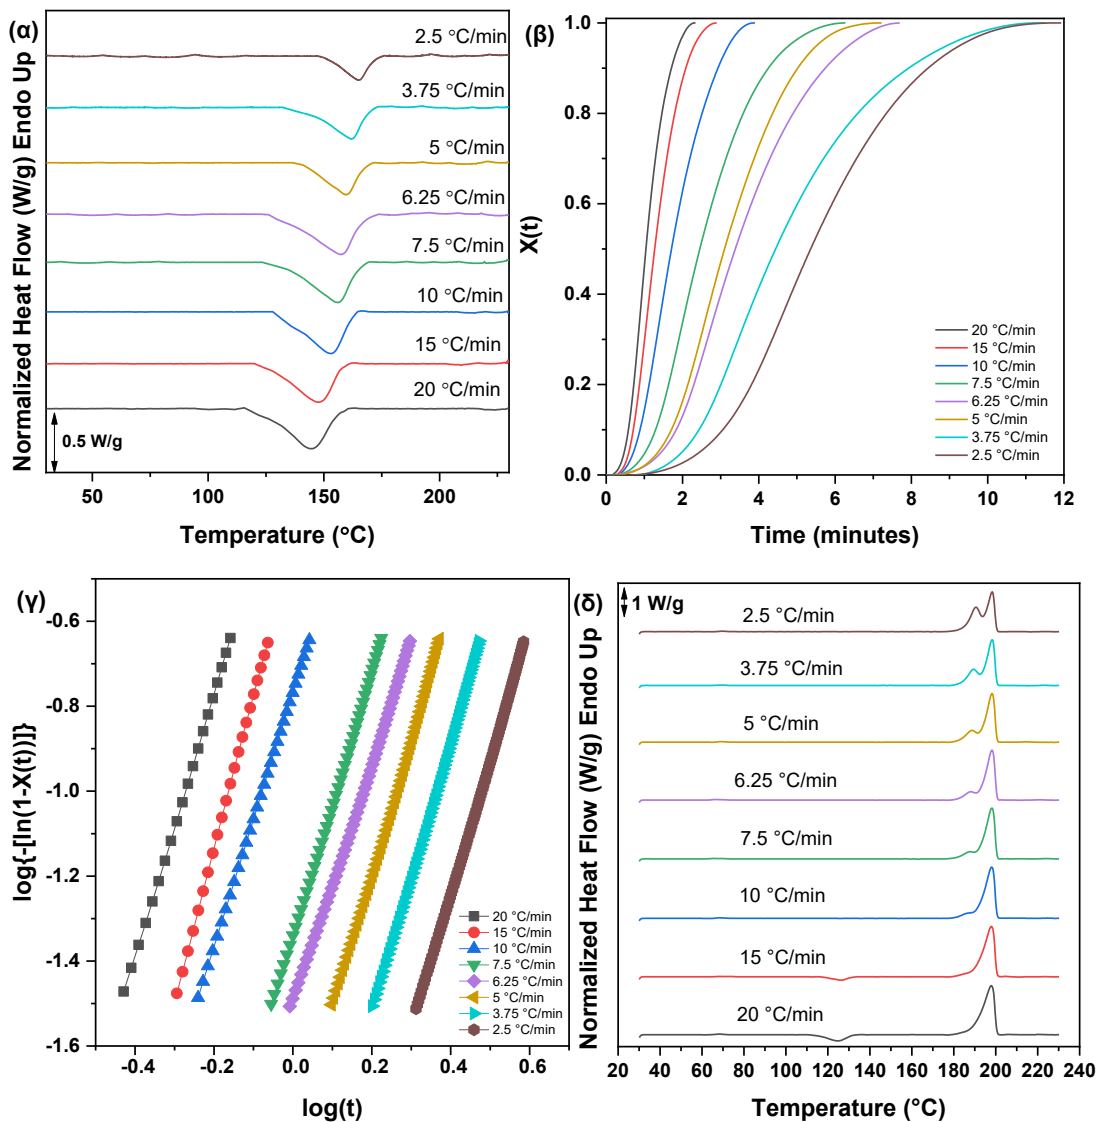 (α)
2.5 °C/min
3.75 °C/min
5 °C/min
6.25 °C/min
7.5 °C/min
10 °C/min
15 °C/min
20 °C/min
0.5 W/g
Normalized Heat Flow (W/g) Endo Up
50 100 150 200
Temperature (°C)
(β)
1.0
0.8
0.6
0.4
0.2
0.0
X(t)
20 °C/min
15 °C/min
10 °C/min
7.5 °C/min
6.25 °C/min
5 °C/min
3.75 °C/min
2.5 °C/min
0 2 4 6 8 10 12
Time (minutes)
(γ)
-0.6
-0.8
-1.0
-1.2
-1.4
-1.6
log{-[ln(1-X(t))]}
20 °C/min
15 °C/min
10 °C/min
7.5 °C/min
6.25 °C/min
5 °C/min
3.75 °C/min
2.5 °C/min
-0.4 -0.2 0.0 0.2 0.4 0.6
log(t)
(δ)
1 W/g
2.5 °C/min
3.75 °C/min
5 °C/min
6.25 °C/min
7.5 °C/min
10 °C/min
15 °C/min
20 °C/min
Normalized Heat Flow (W/g) Endo Up
20 40 60 80 100 120 140 160 180 200 220 240
Temperature (°C)